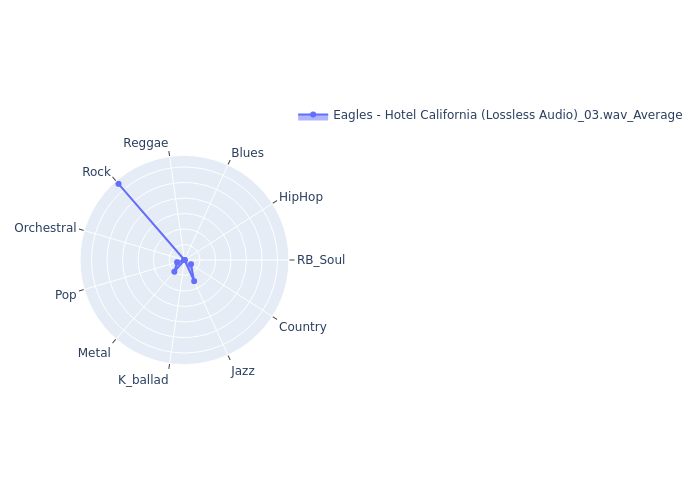 Eagles - Hotel California (Lossless Audio)_03.wav_Average
Reggae
Blues
Rock
HipHop
Orchestral
RB_Soul
Pop
Country
Metal
Jazz
K_ballad